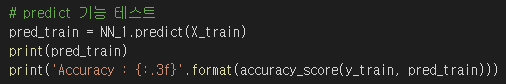 # predict 기능 테스트
pred_train = NN_1.predict(X_train)
print(pred_train)
print('Accuracy : {:.3f}'.format(accuracy_score(y_train, pred_train)))